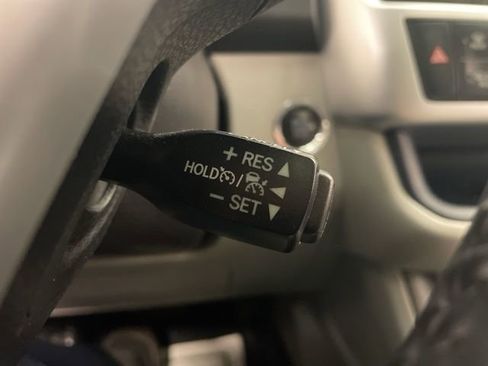 + RES
HOLD /
- SET